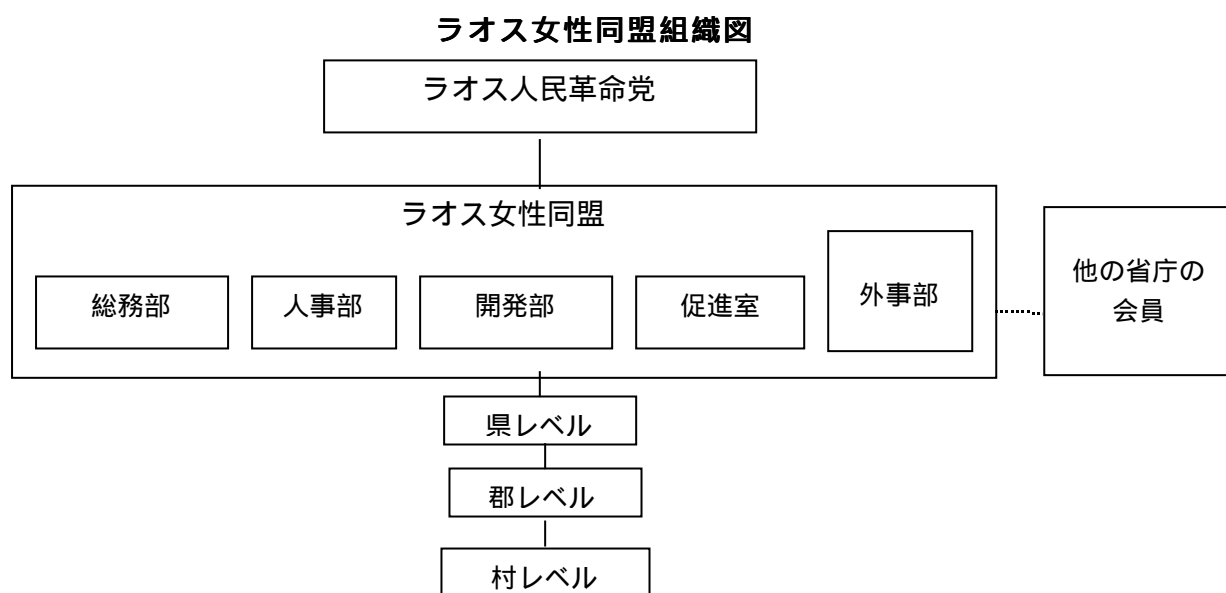 ラオス女性同盟組織図
ラオス人民革命党
ラオス女性同盟
総務部
人事部
開発部
促進室
外事部
他の省庁の
会員
県レベル
郡レベル
村レベル